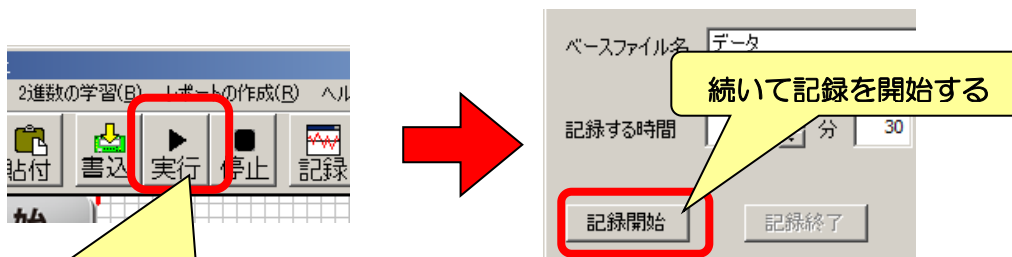 2進数の学習(B) レポートの作成(R) ヘル
貼付 書込 実行 停止 記録
始
ベースファイル名 データ
続いて記録を開始する
記録する時間 分 30
記録開始 記録終了